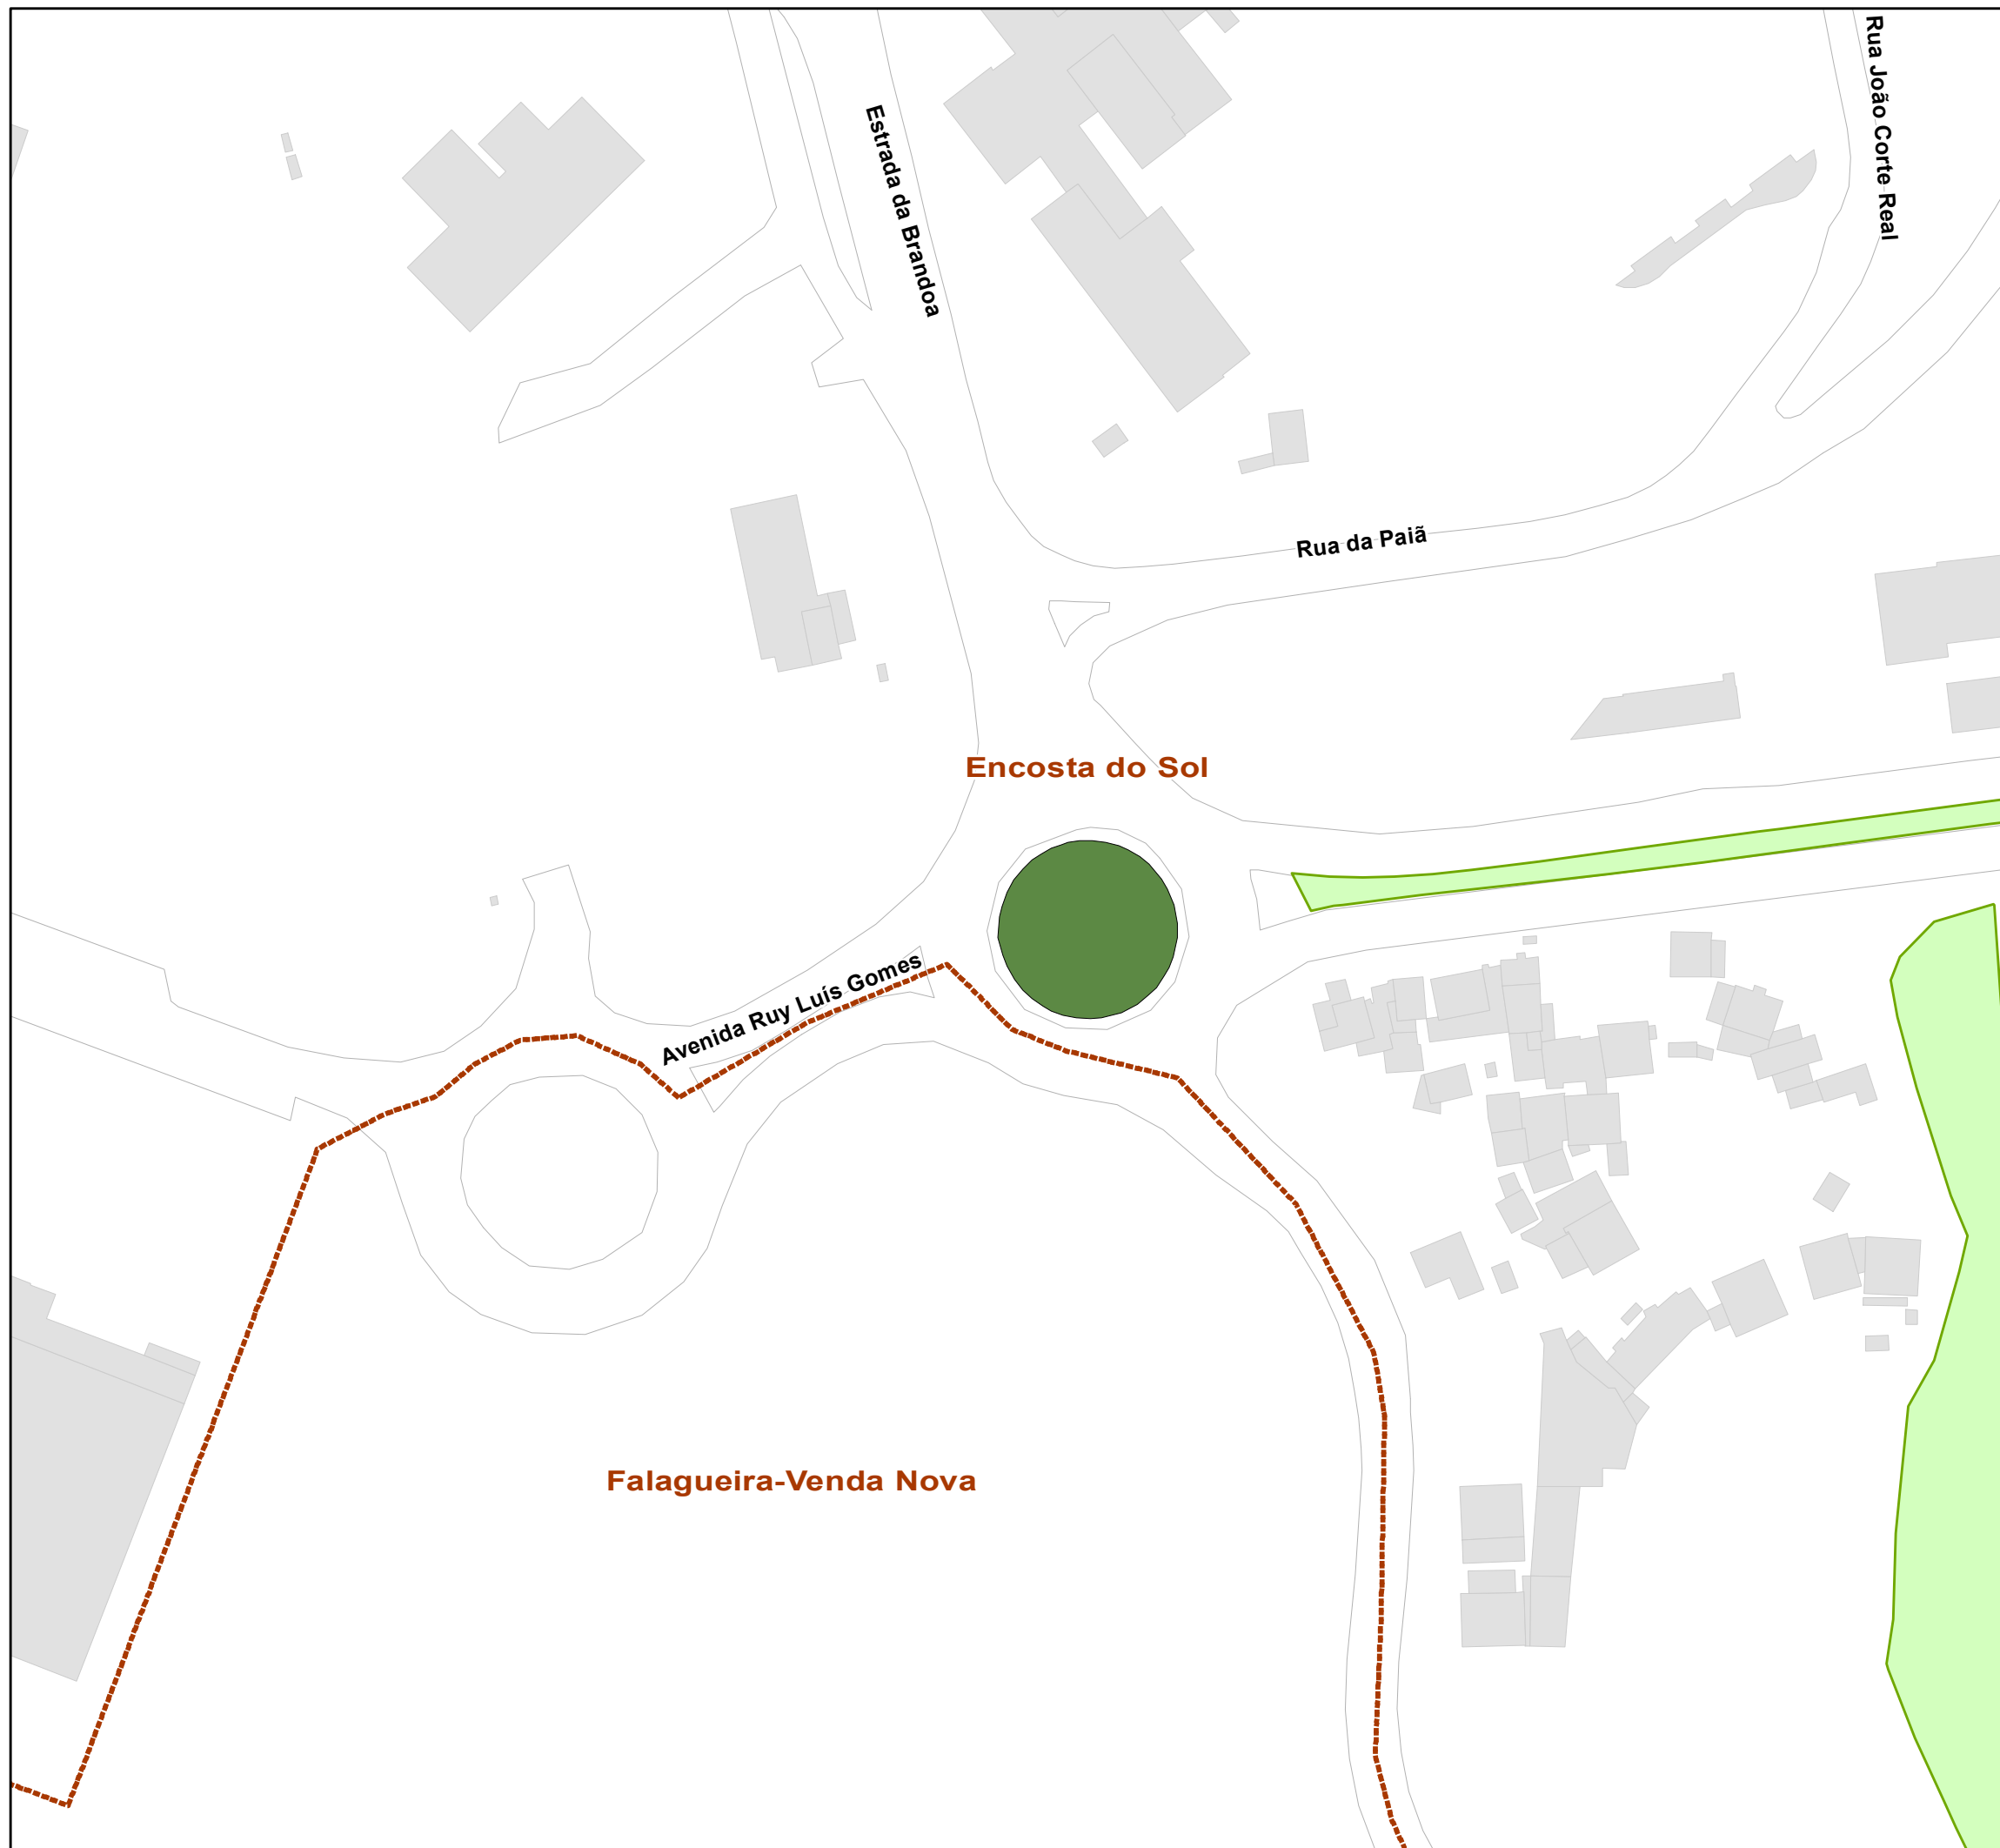 Rua João Corte Real
Estrada da Brandoa
Rua da Paiã
Encosta do Sol
Avenida Ruy Luís Gomes
Falagueira-Venda Nova